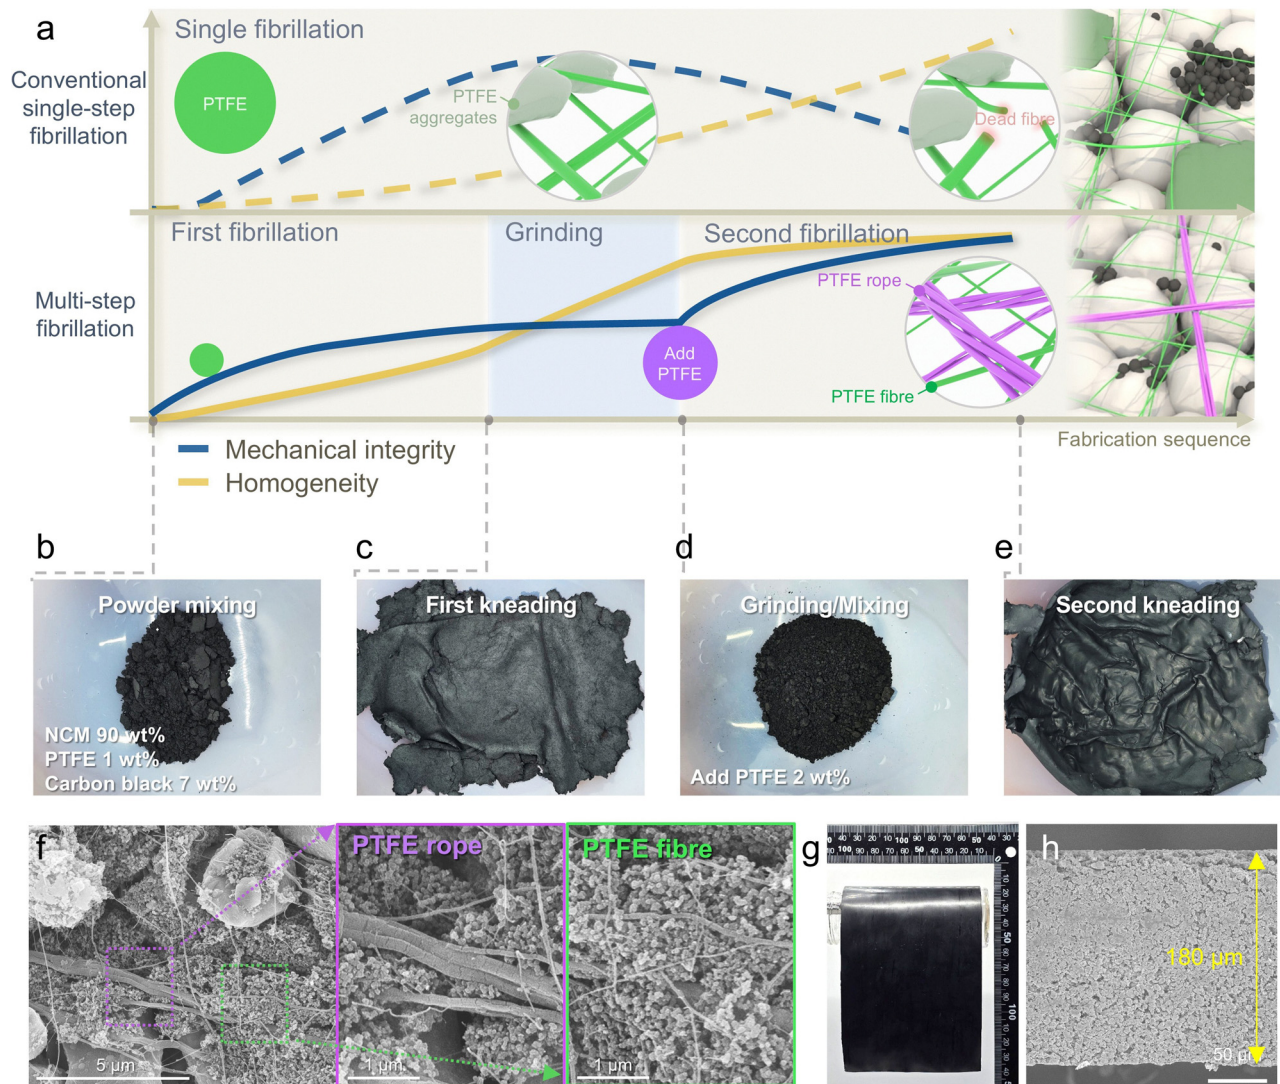 a
Single fibrillation
Conventional
single-step
fibrillation
PTFE
PTFE
aggregates
Dead fibre
First fibrillation
Grinding
Second fibrillation
Multi-step
fibrillation
Add
PTFE
PTFE rope
PTFE fibre
Fabrication sequence
Mechanical integrity
Homogeneity
b
Powder mixing
NCM 90 wt%
PTFE 1 wt%
Carbon black 7 wt%
c
First kneading
d
Grinding/Mixing
Add PTFE 2 wt%
e
Second kneading
f
5 µm
PTFE rope
1 µm
PTFE fibre
1 µm
g
h
180 µm
50 µm